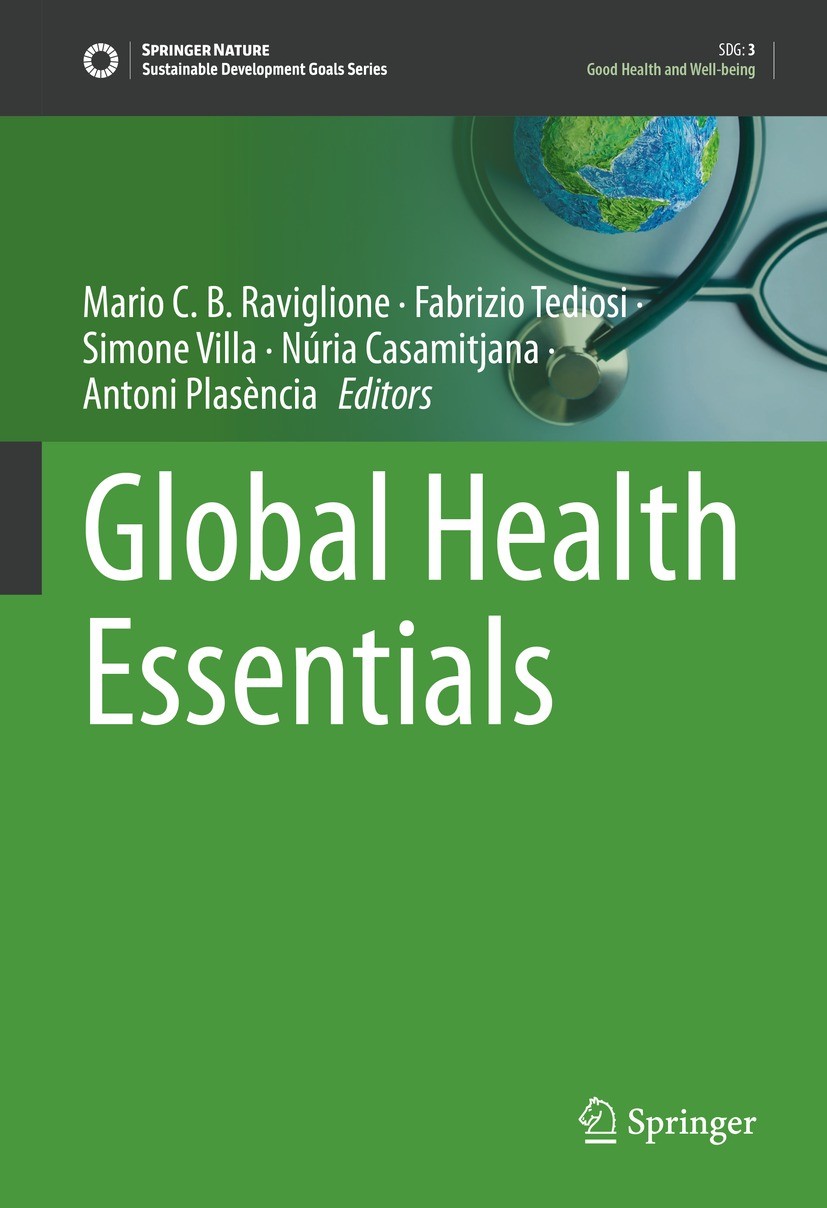 SPRINGER NATURE
Sustainable Development Goals Series
SDG: 3
Good Health and Well-being
Mario C. B. Raviglione · Fabrizio Tediosi ·
Simone Villa · Núria Casamitjana ·
Antoni Plasència Editors
Global Health
Essentials
Springer